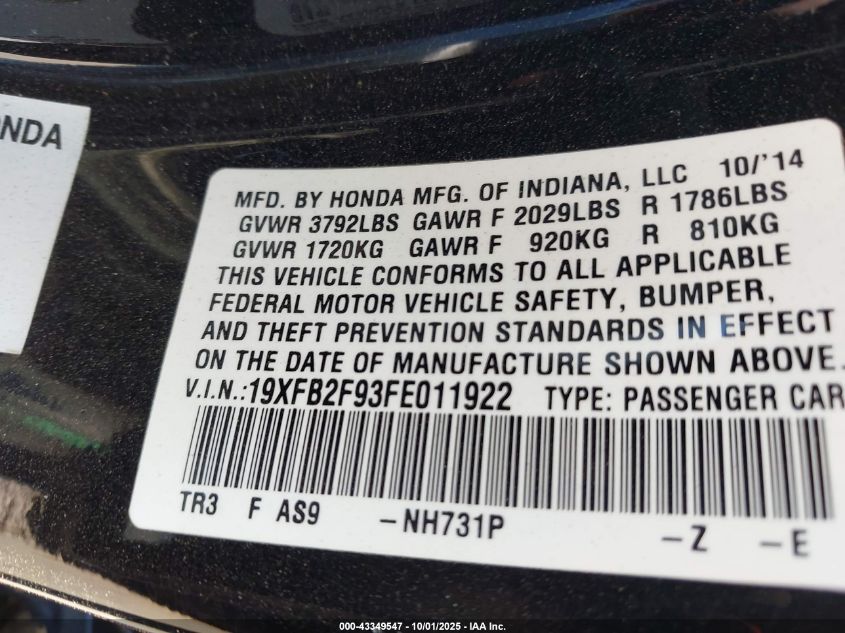 MFD. BY HONDA MFG. OF INDIANA, LLC 10/'14
GVWR 3792LBS GAWR F 2029LBS R 1786LBS
GVWR 1720KG GAWR F 920KG R 810KG
THIS VEHICLE CONFORMS TO ALL APPLICABLE
FEDERAL MOTOR VEHICLE SAFETY, BUMPER,
AND THEFT PREVENTION STANDARDS IN EFFECT
ON THE DATE OF MANUFACTURE SHOWN ABOVE.
V.I.N.:19XFB2F93FE011922 TYPE: PASSENGER CAR
TR3 F AS9 -NH731P -Z -E
000-43349547 - 10/01/2025 - IAA Inc.